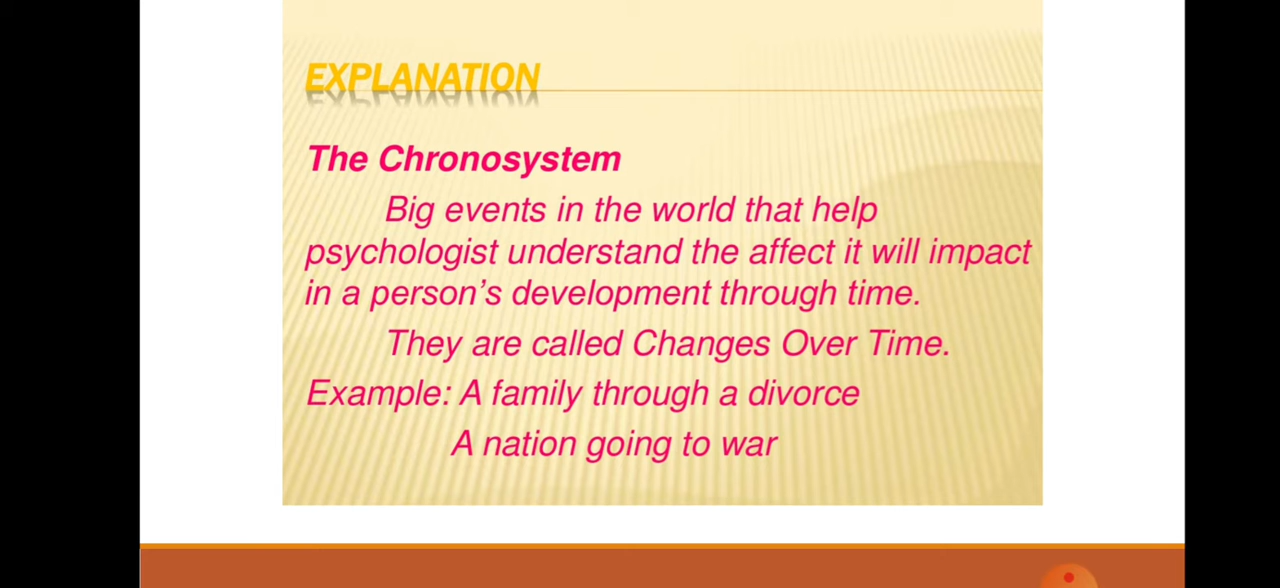 EXPLANATION
The Chronosystem
Big events in the world that help
psychologist understand the affect it will impact
in a person's development through time.
They are called Changes Over Time.
Example: A family through a divorce
A nation going to war